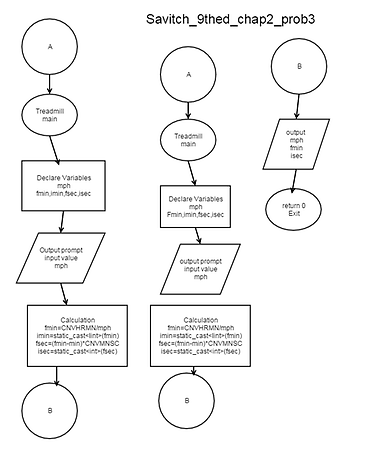 Savitch_9thed_chap2_prob3
A
Treadmill
main
Declare Variables
mph
fmin,imin,fsec,isec
Output prompt
input value
mph
Calculation
fmin=CNVHRMN/mph
imin=static_cast<Iint>(fmin)
fsec=(fmin-min)*CNVMNSC
isec=static_cast<int>(fsec)
B
A
Treadmill
main
Declare Variables
mph
Fmin,imin,fsec,isec
output prompt
input value
mph
Calculation
fmin=CNVHRMN/mph
imin=static_cast<Iint>(fmin)
fsec=(fmin-min)*CNVMNSC
isec=static_cast<int>(fsec)
B
B
output
mph
fmin
isec
return 0
Exit